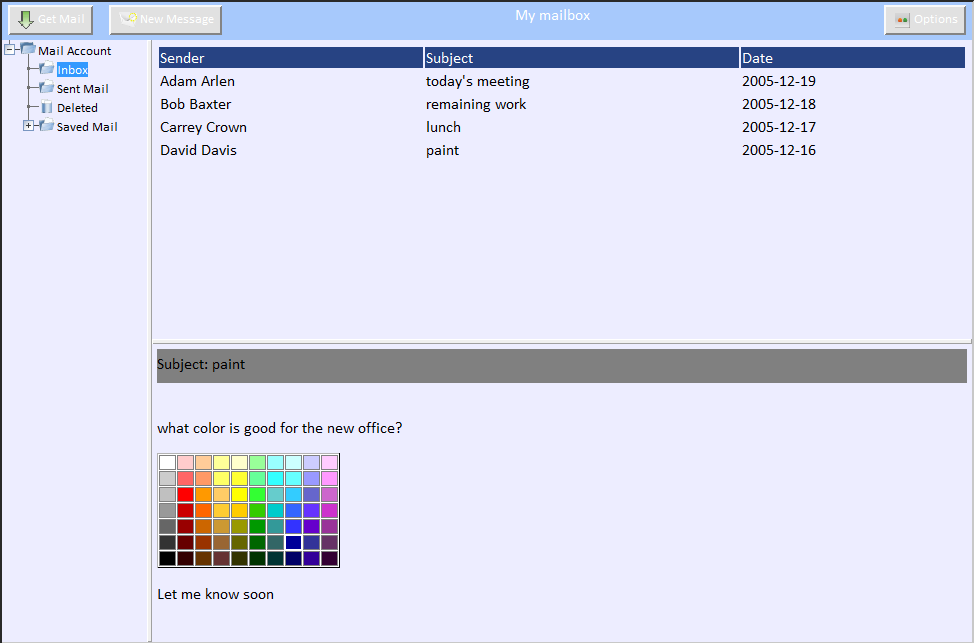 Get Mail New Message My mailbox Options
Mail Account
Inbox
Sent Mail
Deleted
Saved Mail
Sender Subject Date
Adam Arlen today's meeting 2005-12-19
Bob Baxter remaining work 2005-12-18
Carrey Crown lunch 2005-12-17
David Davis paint 2005-12-16
Subject: paint
what color is good for the new office?
Let me know soon